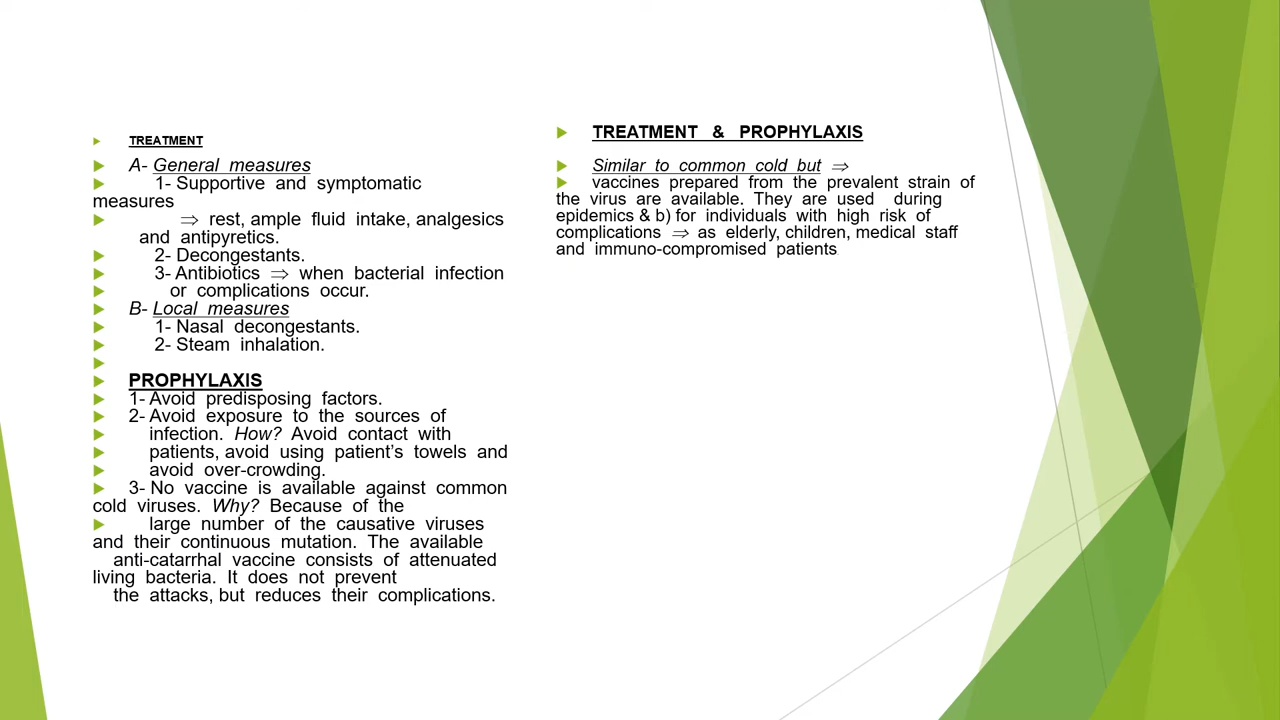 TREATMENT
A- General measures
1- Supportive and symptomatic
measures
⇒ rest, ample fluid intake, analgesics
and antipyretics.
2- Decongestants.
3- Antibiotics ⇒ when bacterial infection
or complications occur.
B- Local measures
1- Nasal decongestants.
2- Steam inhalation.
PROPHYLAXIS
1- Avoid predisposing factors.
2- Avoid exposure to the sources of
infection. How? Avoid contact with
patients, avoid using patient's towels and
avoid over-crowding.
3- No vaccine is available against common
cold viruses. Why? Because of the
large number of the causative viruses
and their continuous mutation. The available
anti-catarrhal vaccine consists of attenuated
living bacteria. It does not prevent
the attacks, but reduces their complications.
TREATMENT & PROPHYLAXIS
Similar to common cold but ⇒
vaccines prepared from the prevalent strain of
the virus are available. They are used during
epidemics & b) for individuals with high risk of
complications ⇒ as elderly, children, medical staff
and immuno-compromised patients